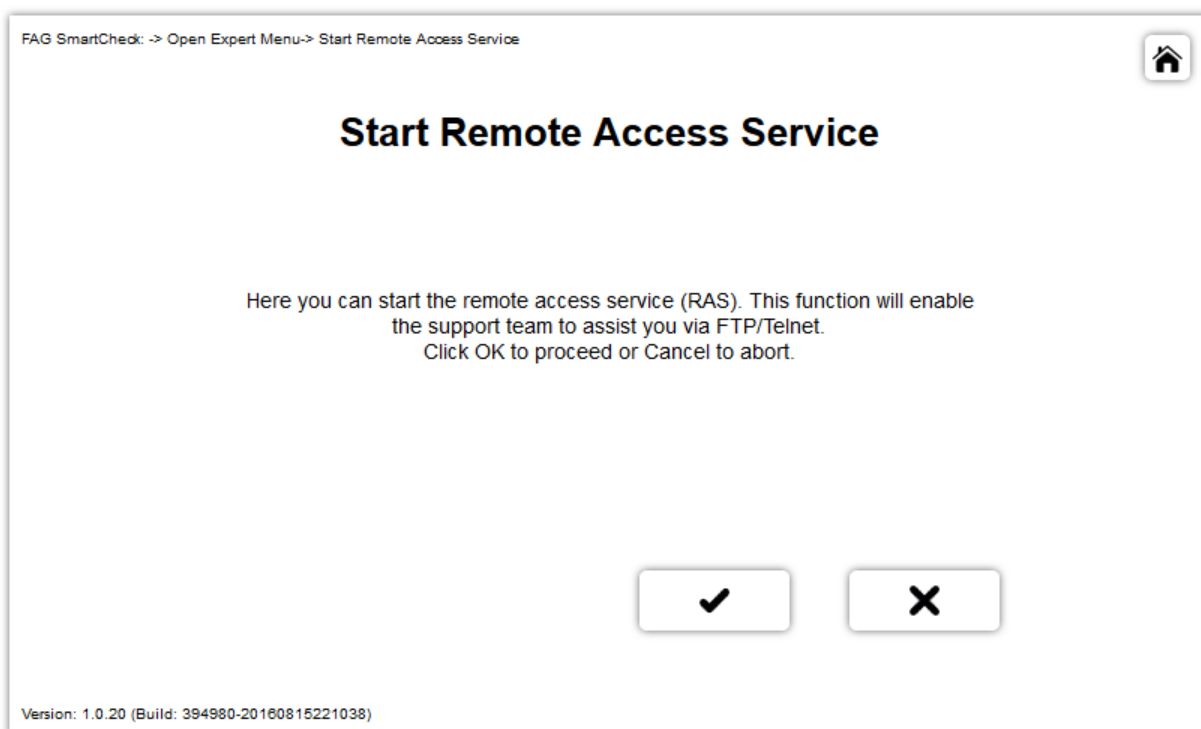 FAG SmartCheck: -> Open Expert Menu-> Start Remote Access Service
Start Remote Access Service
Here you can start the remote access service (RAS). This function will enable
the support team to assist you via FTP/Telnet.
Click OK to proceed or Cancel to abort.
Version: 1.0.20 (Build: 394980-20160815221038)